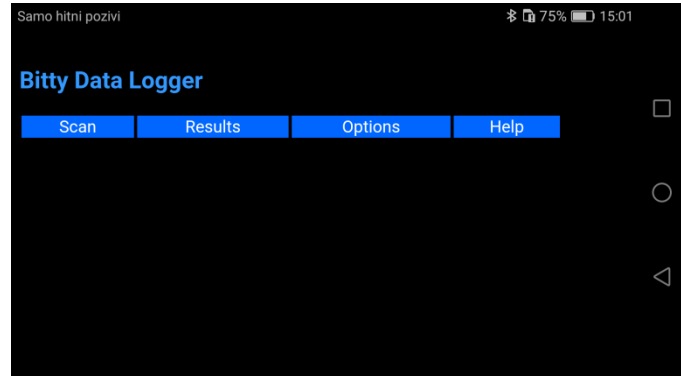 Samo hitni pozivi 75% 15:01
Bitty Data Logger
Scan Results Options Help